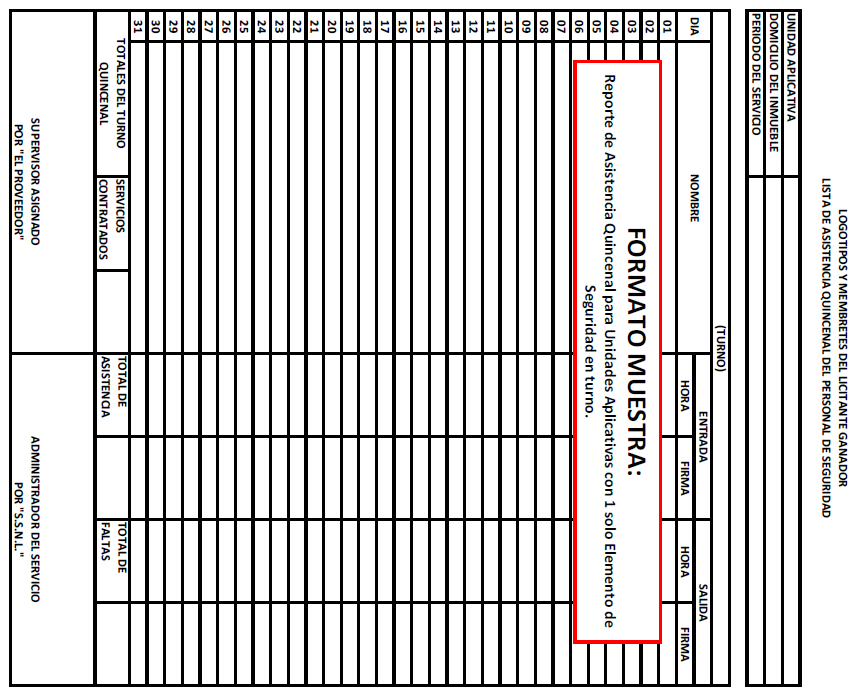 LOGOTIPOS Y MEMBRETES DEL LICITANTE GANADOR
LISTA DE ASISTENCIA QUINCENAL DEL PERSONAL DE SEGURIDAD
UNIDAD APLICATIVA
DOMICILIO DEL INMUEBLE
PERIODO DEL SERVICIO
(TURNO)
DIA
NOMBRE
ENTRADA
SALIDA
HORA
FIRMA
HORA
FIRMA
FORMATO MUESTRA:
Reporte de Asistencia Quincenal para Unidades Aplicativas con 1 solo Elemento de
Seguridad en turno.
01
02
03
04
05
06
07
08
09
10
11
12
13
14
15
16
17
18
19
20
21
22
23
24
25
26
27
28
29
30
31
TOTALES DEL TURNO
QUINCENAL
SERVICIOS
CONTRATADOS
TOTAL DE
ASISTENCIA
TOTAL DE
FALTAS
SUPERVISOR ASIGNADO
POR "EL PROVEEDOR"
ADMINISTRADOR DEL SERVICIO
POR "S.S.N.L."